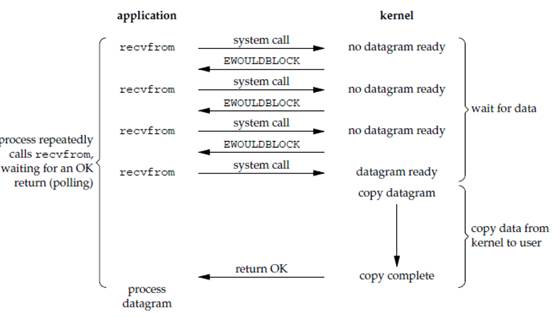 application kernel
recvfrom system call no datagram ready
EWOULDBLOCK
recvfrom system call no datagram ready
EWOULDBLOCK
recvfrom system call no datagram ready
EWOULDBLOCK
recvfrom system call datagram ready
process repeatedly
calls recvfrom,
waiting for an OK
return (polling)
wait for data
copy datagram
copy data from
kernel to user
return OK copy complete
process
datagram